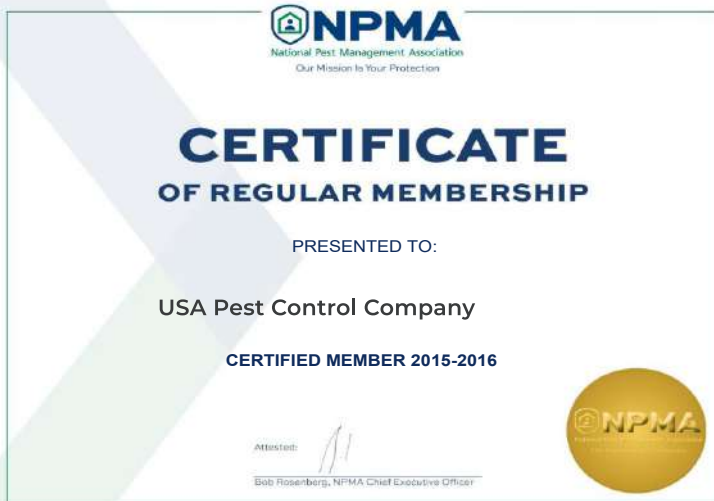 NPMA
National Pest Management Association
Our Mission Is Your Protection
CERTIFICATE
OF REGULAR MEMBERSHIP
PRESENTED TO:
USA Pest Control Company
CERTIFIED MEMBER 2015-2016
NPMA
Attested:
Bob Rosenberg, NPMA Chief Executive Officer